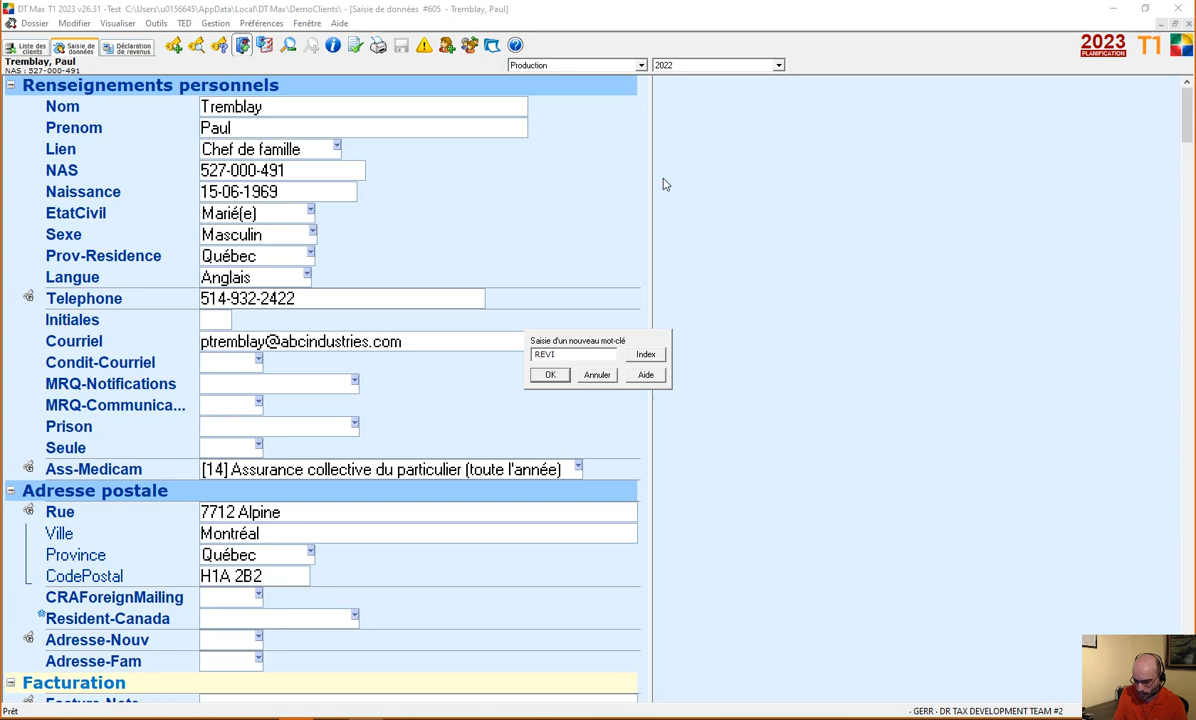 DT Max T1 2023 v26.31 -Test C:\Users\u0156645\AppData\Local\DT Max\DemoClients\ - [Saisie de données #605 - Tremblay, Paul]
Dossier Modifier Visualiser Outils TED Gestion Préférences Fenêtre Aide
Liste des clients
Saisie de données
Déclaration de revenus
2023 PLANIFICATION T1
Tremblay, Paul
NAS : 527-000-491
Production 2022
Renseignements personnels
Nom Tremblay
Prenom Paul
Lien Chef de famille
NAS 527-000-491
Naissance 15-06-1969
EtatCivil Marié(e)
Sexe Masculin
Prov-Residence Québec
Langue Anglais
Telephone 514-932-2422
Initiales
Courriel ptremblay@abcindustries.com
Condit-Courriel
MRQ-Notifications
MRQ-Communica...
Prison
Seule
Ass-Medicam [14] Assurance collective du particulier (toute l'année)
Saisie d'un nouveau mot-clé
REVI Index
OK Annuler Aide
Adresse postale
Rue 7712 Alpine
Ville Montréal
Province Québec
CodePostal H1A 2B2
CRAForeignMailing
Resident-Canada
Adresse-Nouv
Adresse-Fam
Facturation
Facture-Note
Prêt
- GERR - DR TAX DEVELOPMENT TEAM #2